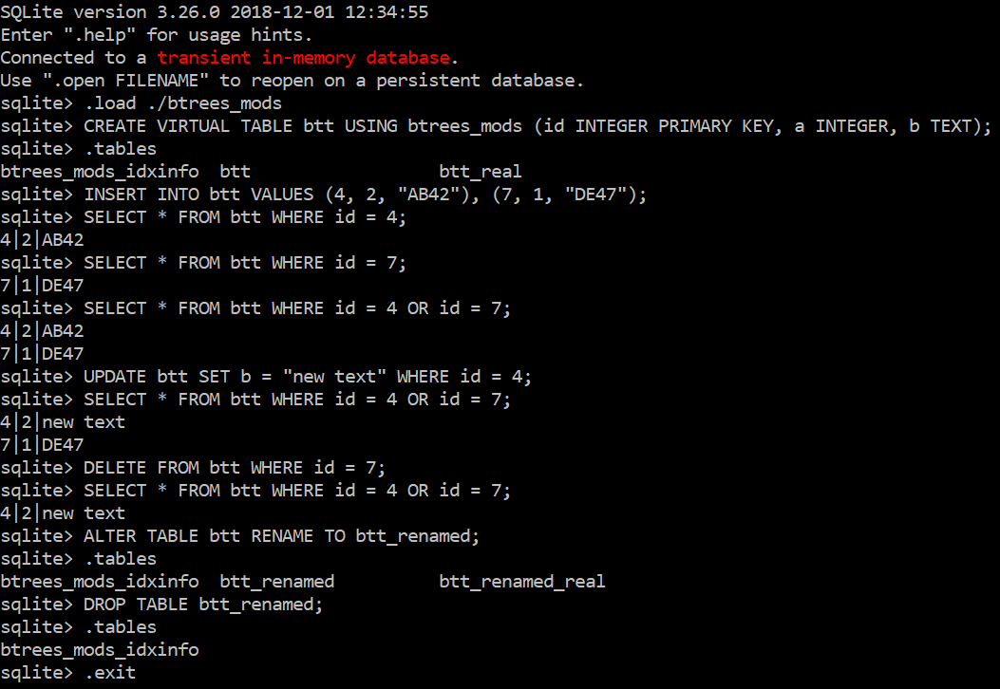 SQLite version 3.26.0 2018-12-01 12:34:55
Enter ".help" for usage hints.
Connected to a transient in-memory database.
Use ".open FILENAME" to reopen on a persistent database.
sqlite> .load ./btrees_mods
sqlite> CREATE VIRTUAL TABLE btt USING btrees_mods (id INTEGER PRIMARY KEY, a INTEGER, b TEXT);
sqlite> .tables
btrees_mods_idxinfo  btt                  btt_real
sqlite> INSERT INTO btt VALUES (4, 2, "AB42"), (7, 1, "DE47");
sqlite> SELECT * FROM btt WHERE id = 4;
4|2|AB42
sqlite> SELECT * FROM btt WHERE id = 7;
7|1|DE47
sqlite> SELECT * FROM btt WHERE id = 4 OR id = 7;
4|2|AB42
7|1|DE47
sqlite> UPDATE btt SET b = "new text" WHERE id = 4;
sqlite> SELECT * FROM btt WHERE id = 4 OR id = 7;
4|2|new text
7|1|DE47
sqlite> DELETE FROM btt WHERE id = 7;
sqlite> SELECT * FROM btt WHERE id = 4 OR id = 7;
4|2|new text
sqlite> ALTER TABLE btt RENAME TO btt_renamed;
sqlite> .tables
btrees_mods_idxinfo  btt_renamed          btt_renamed_real
sqlite> DROP TABLE btt_renamed;
sqlite> .tables
btrees_mods_idxinfo
sqlite> .exit